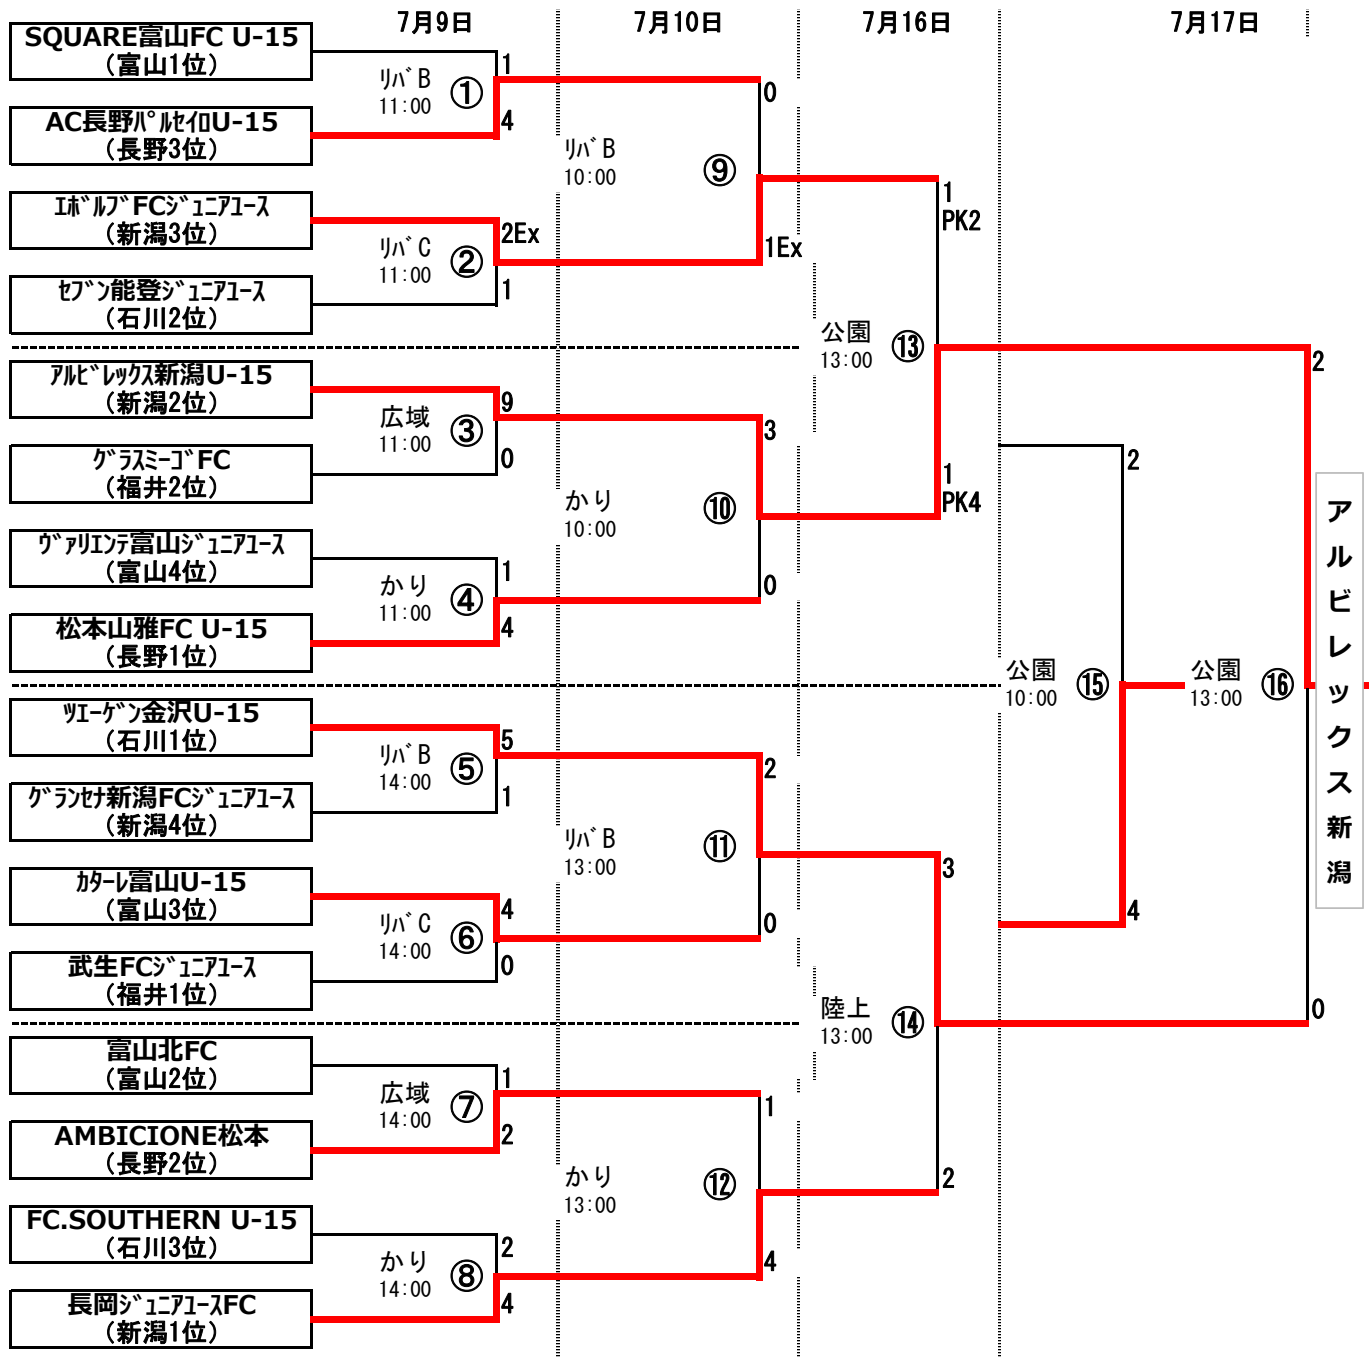 7月9日
7月10日
7月16日
7月17日
SQUARE富山FC U-15
（富山1位）
1
ﾘﾊﾞB
11:00
①
AC長野ﾊﾟﾙｾｲﾛU-15
（長野3位）
4
0
ﾘﾊﾞB
10:00
⑨
ｴﾎﾞﾙﾌﾞFCｼﾞｭﾆｱﾕｰｽ
（新潟3位）
2Ex
ﾘﾊﾞC
11:00
②
1Ex
ｾﾌﾞﾝ能登ｼﾞｭﾆｱﾕｰｽ
（石川2位）
1
1
PK2
公園
13:00
⑬
ｱﾙﾋﾞﾚｯｸｽ新潟U-15
（新潟2位）
9
広域
11:00
③
3
2
ｸﾞﾗｽﾐｰｺﾞFC
（福井2位）
0
かり
10:00
⑩
1
PK4
2
ｳﾞｧﾘｴﾝﾃ富山ｼﾞｭﾆｱﾕｰｽ
（富山4位）
1
かり
11:00
④
0
松本山雅FC U-15
（長野1位）
4
公園
10:00
⑮
公園
13:00
⑯
アルビレックス新潟
ﾂｴｰｹﾞﾝ金沢U-15
（石川1位）
5
ﾘﾊﾞB
14:00
⑤
2
ｸﾞﾗﾝｾﾅ新潟FCｼﾞｭﾆｱﾕｰｽ
（新潟4位）
1
ﾘﾊﾞB
13:00
⑪
3
ｶﾀｰﾚ富山U-15
（富山3位）
4
ﾘﾊﾞC
14:00
⑥
0
4
武生FCｼﾞｭﾆｱﾕｰｽ
（福井1位）
0
陸上
13:00
⑭
0
富山北FC
（富山2位）
1
広域
14:00
⑦
1
AMBICIONE松本
（長野2位）
2
かり
13:00
⑫
2
FC.SOUTHERN U-15
（石川3位）
2
かり
14:00
⑧
4
長岡ｼﾞｭﾆｱﾕｰｽFC
（新潟1位）
4